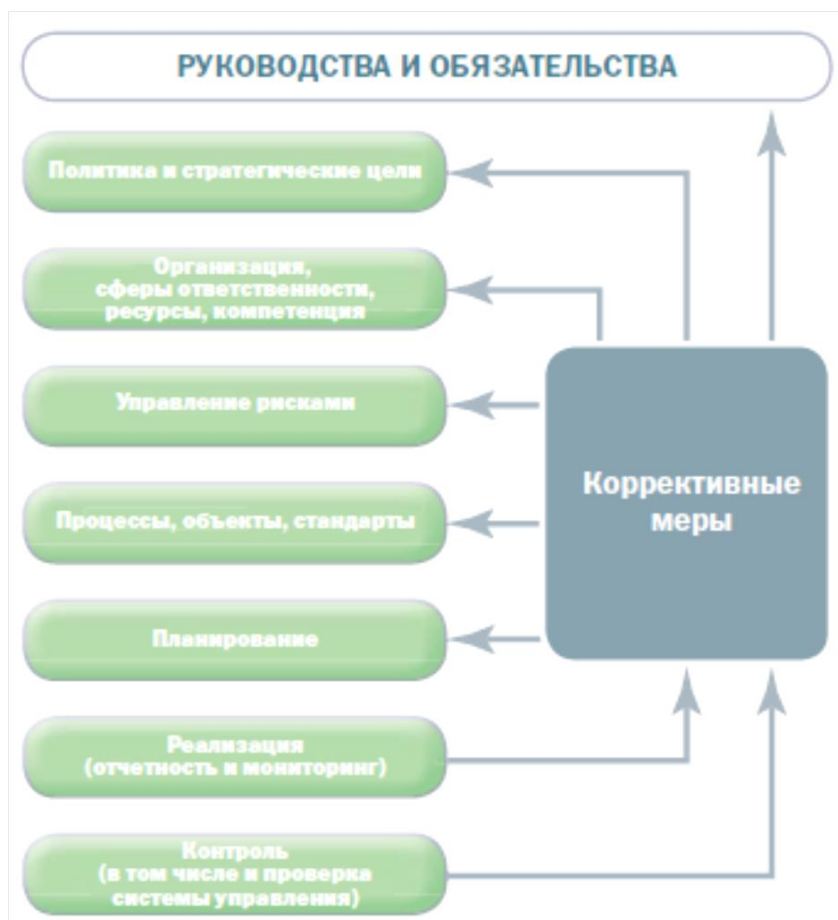 РУКОВОДСТВА И ОБЯЗАТЕЛЬСТВА
Политика и стратегические цели
Организация,
сферы ответственности,
ресурсы, компетенция
Управление рисками
Процессы, объекты, стандарты
Планирование
Реализация
(отчетность и мониторинг)
Контроль
(в том числе и проверка
системы управления)
Коррективные
меры